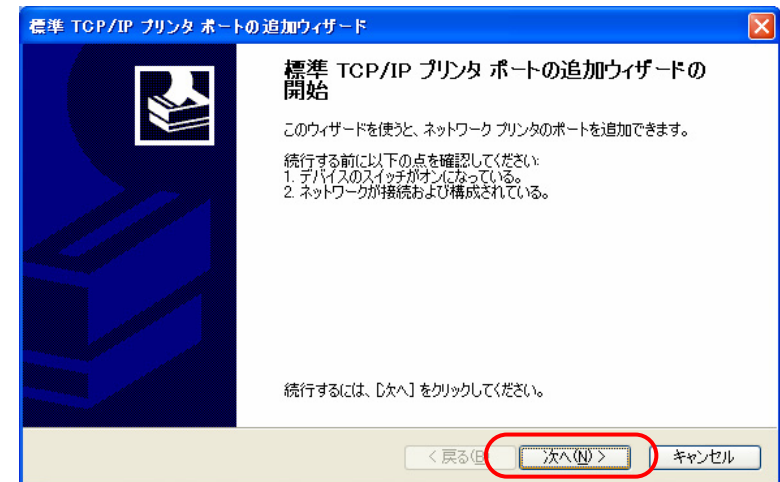 標準 TCP/IP プリンタ ポートの追加ウィザード
標準 TCP/IP プリンタ ポートの追加ウィザードの
開始
このウィザードを使うと、ネットワーク プリンタのポートを追加できます。
続行する前に以下の点を確認してください:
1. デバイスのスイッチがオンになっている。
2. ネットワークが接続および構成されている。
続行するには、[次へ] をクリックしてください。
< 戻る(B 次へ(N) > キャンセル